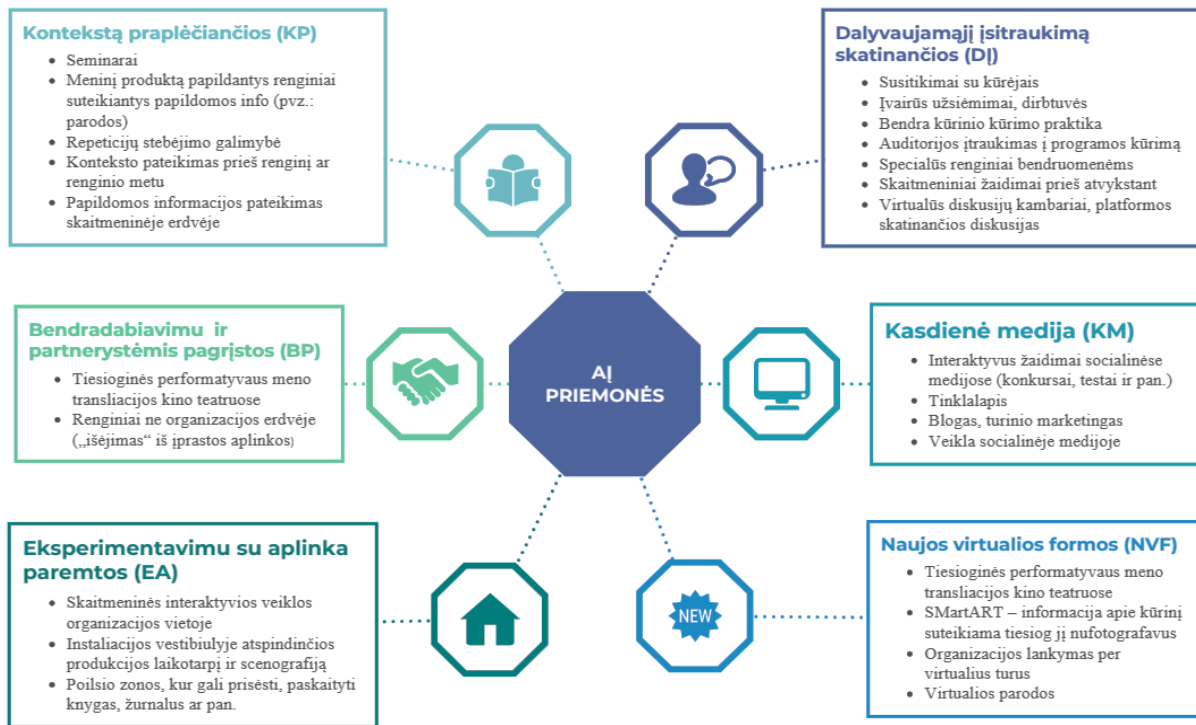 Kontekstą praplėčiančios (KP)
• Seminarai
• Meninį produktą papildantys renginiai
suteikiantys papildomos info (pvz.:
parodos)
• Repeticijų stebėjimo galimybė
• Konteksto pateikimas prieš renginį ar
renginio metu
• Papildomos informacijos pateikimas
skaitmeninėje erdvėje
Dalyvaujamąjį įsitraukimą
skatinančios (DĮ)
• Susitikimai su kūrėjais
• Įvairūs užsiėmimai, dirbtuvės
• Bendra kūrinio kūrimo praktika
• Auditorijos įtraukimas į programos kūrimą
• Specialūs renginiai bendruomenėms
• Skaitmeniniai žaidimai prieš atvykstant
• Virtualūs diskusijų kambariai, platformos
skatinančios diskusijas
Bendradabiavimu ir
partnerystėmis pagrįstos (BP)
• Tiesioginės performatyvaus meno
transliacijos kino teatruose
• Renginiai ne organizacijos erdvėje
(„išėjimas“ iš įprastos aplinkos)
AĮ
PRIEMONĖS
Kasdienė medija (KM)
• Interaktyvus žaidimai socialinėse
medijose (konkursai, testai ir pan.)
• Tinklalapis
• Blogas, turinio marketingas
• Veikla socialinėje medijoje
Eksperimentavimu su aplinka
paremtos (EA)
• Skaitmeninės interaktyvios veiklos
organizacijos vietoje
• Instaliacijos vestibiulyje atspindinčios
produkcijos laikotarpį ir scenografiją
• Poilsio zonos, kur gali prisėsti, paskaityti
knygas, žurnalus ar pan.
NEW
Naujos virtualios formos (NVF)
• Tiesioginės performatyvaus meno
transliacijos kino teatruose
• SMartART – informacija apie kūrinį
suteikiama tiesiog jį nufotografavus
• Organizacijos lankymas per
virtualius turus
• Virtualios parodos